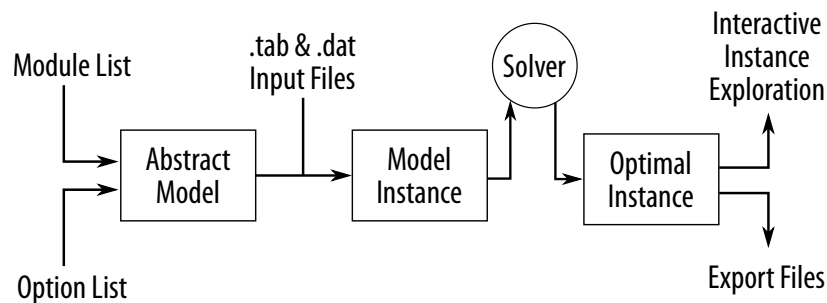 Module List
.tab & .dat
Input Files
Solver
Interactive
Instance
Exploration
Abstract
Model
Model
Instance
Optimal
Instance
Option List
Export Files